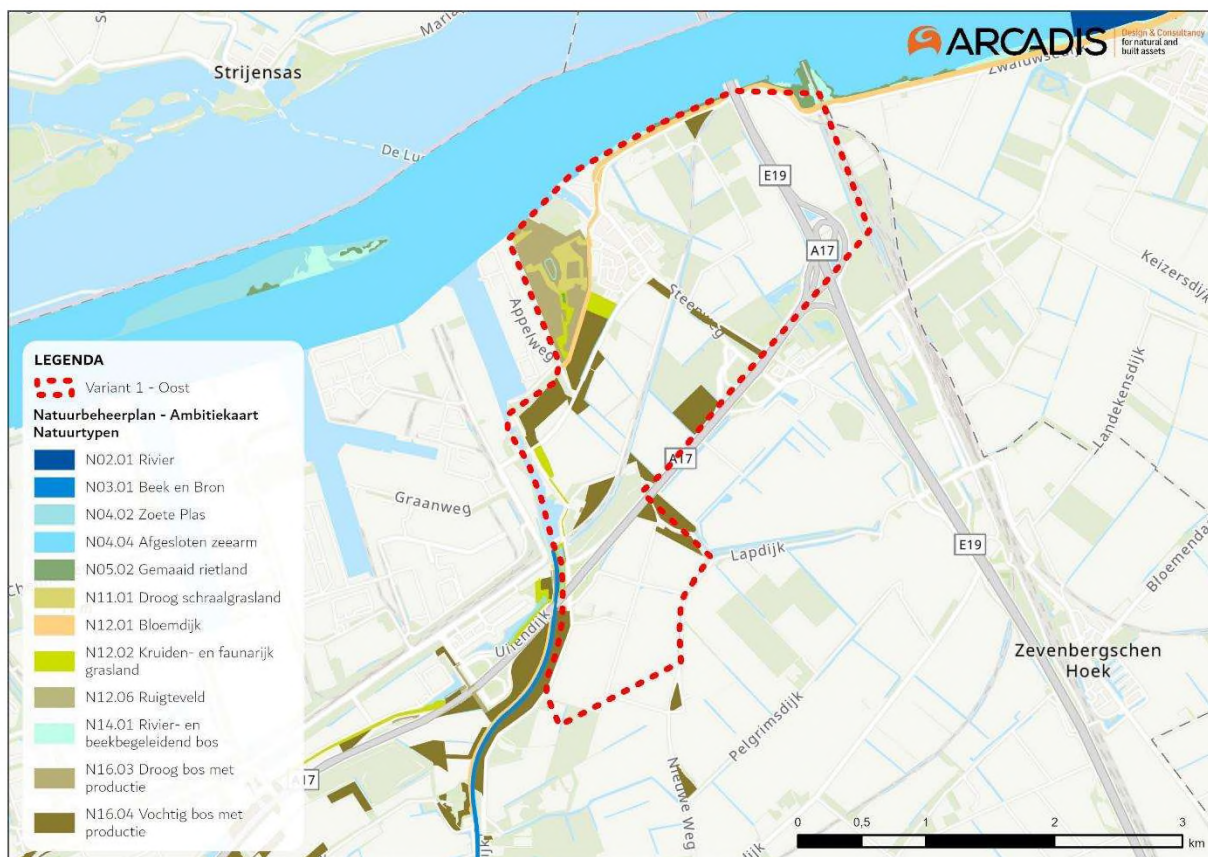 Strijensas
ARCADIS
Design & Consultancy
for natural and
built assets
E19
A17
Steenweg
Appelweg
Keizersdijk
Landekensdijk
A17
Graanweg
Lapdijk
E19
Zevenbergschen
Hoek
Pelgrimsdijk
Nieuwe Weg
A17
LEGENDA
Variant 1 - Oost
Natuurbeheerplan - Ambitiekaart
Natuurtypen
N02.01 Rivier
N03.01 Beek en Bron
N04.02 Zoete Plas
N04.04 Afgesloten zeearm
N05.02 Gemaaid rietland
N11.01 Droog schraalgrasland
N12.01 Bloemdijk
N12.02 Kruiden- en faunarijk
grasland
N12.06 Ruigteveld
N14.01 Rivier- en
beekbegeleidend bos
N16.03 Droog bos met
productie
N16.04 Vochtig bos met
productie
0 0,5 1 2 3
km